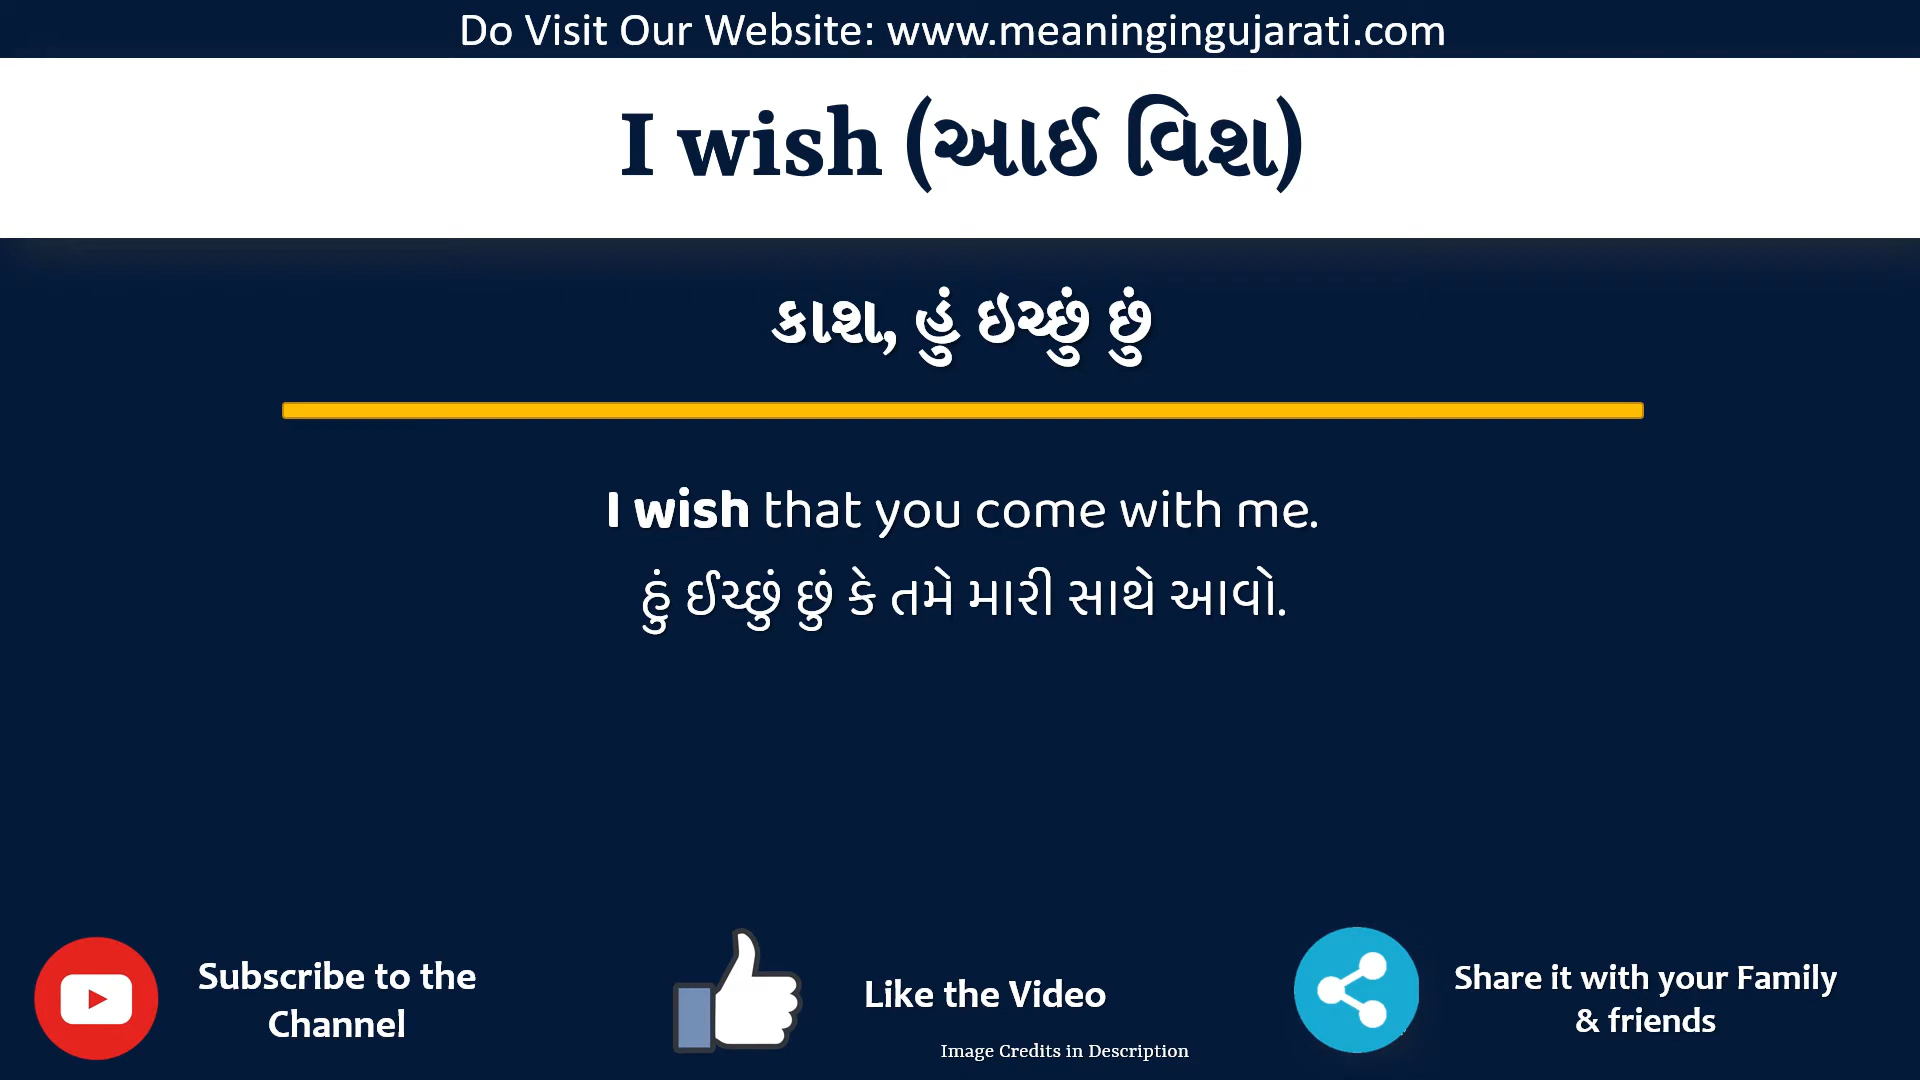 Do Visit Our Website: www.meaningingujarati.com
I wish (આઈ વિશ)
કાશ, હું ઇચ્છું છું
I wish that you come with me.
હું ઈચ્છું છું કે તમે મારી સાથે આવો.
Subscribe to the
Channel
Like the Video
Share it with your Family
& friends
Image Credits in Description